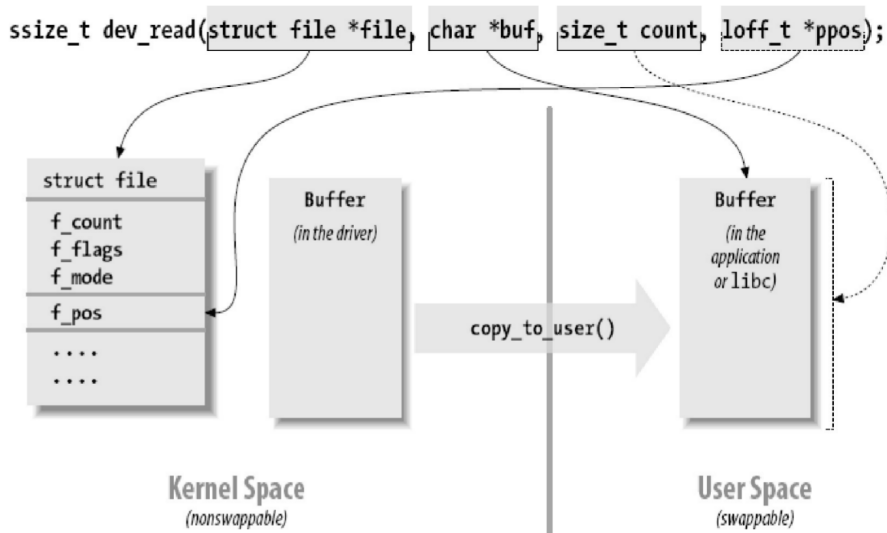 ssize_t dev_read(struct file *file, char *buf, size_t count, loff_t *ppos);
struct file
f_count
f_flags
f_mode
f_pos
....
....
Buffer
(in the driver)
copy_to_user()
Buffer
(in the
application
or libc)
Kernel Space
(nonswappable)
User Space
(swappable)